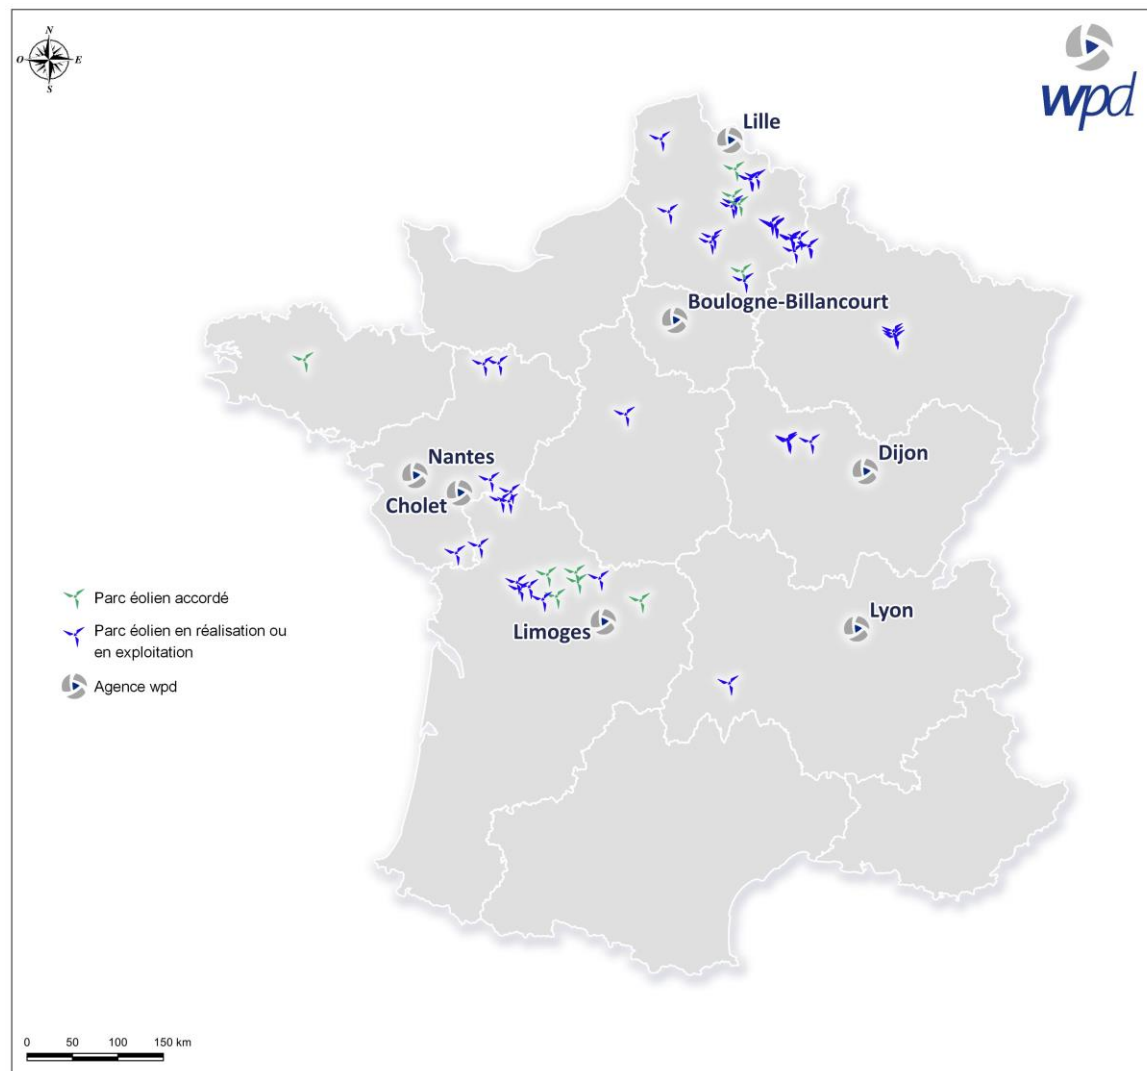 N
O
E
S
wpd
Lille
Boulogne-Billancourt
Nantes
Cholet
Dijon
Parc éolien accordé
Parc éolien en réalisation ou
en exploitation
Agence wpd
Limoges
Lyon
0 50 100 150 km